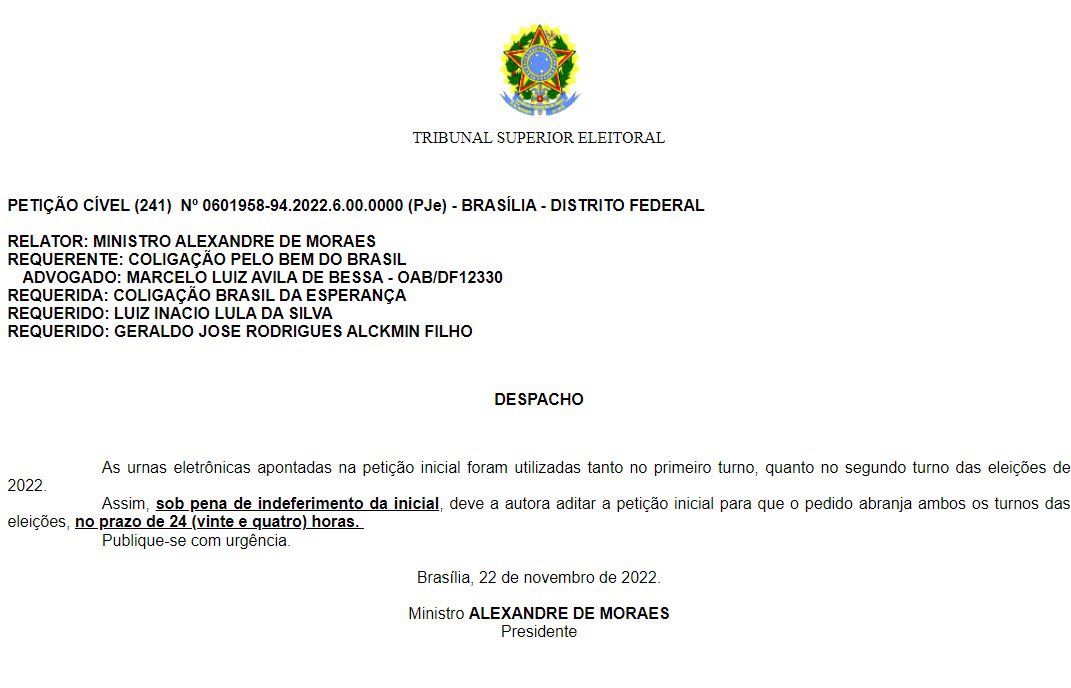 TRIBUNAL SUPERIOR ELEITORAL
PETIÇÃO CÍVEL (241) Nº 0601958-94.2022.6.00.0000 (PJe) - BRASÍLIA - DISTRITO FEDERAL
RELATOR: MINISTRO ALEXANDRE DE MORAES
REQUERENTE: COLIGAÇÃO PELO BEM DO BRASIL
ADVOGADO: MARCELO LUIZ AVILA DE BESSA - OAB/DF12330
REQUERIDA: COLIGAÇÃO BRASIL DA ESPERANÇA
REQUERIDO: LUIZ INACIO LULA DA SILVA
REQUERIDO: GERALDO JOSE RODRIGUES ALCKMIN FILHO
DESPACHO
As urnas eletrônicas apontadas na petição inicial foram utilizadas tanto no primeiro turno, quanto no segundo turno das eleições de
2022.
Assim, sob pena de indeferimento da inicial, deve a autora aditar a petição inicial para que o pedido abranja ambos os turnos das
eleições, no prazo de 24 (vinte e quatro) horas.
Publique-se com urgência.
Brasília, 22 de novembro de 2022.
Ministro ALEXANDRE DE MORAES
Presidente